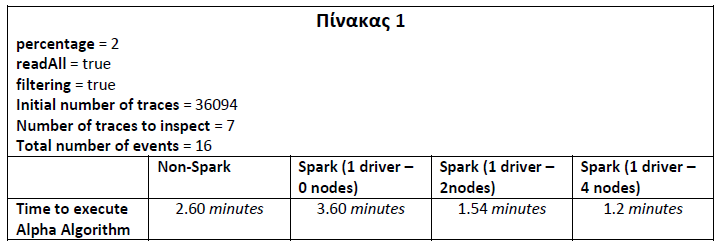 Πίνακας 1
percentage = 2
readAll = true
filtering = true
Initial number of traces = 36094
Number of traces to inspect = 7
Total number of events = 16
Non-Spark
Spark (1 driver –
0 nodes)
Spark (1 driver –
2nodes)
Spark (1 driver –
4 nodes)
Time to execute
Alpha Algorithm
2.60 minutes
3.60 minutes
1.54 minutes
1.2 minutes